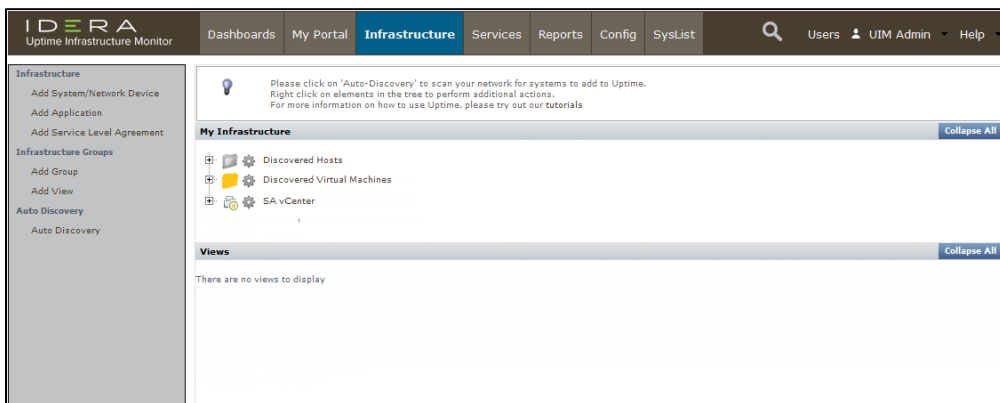 IDERA
Uptime Infrastructure Monitor
Dashboards My Portal Infrastructure Services Reports Config SysList Users UIM Admin Help
Infrastructure
Add System/Network Device
Add Application
Add Service Level Agreement
Infrastructure Groups
Add Group
Add View
Auto Discovery
Auto Discovery
Please click on 'Auto-Discovery' to scan your network for systems to add to Uptime.
Right click on elements in the tree to perform additional actions.
For more information on how to use Uptime, please try out our tutorials
My Infrastructure Collapse All
Discovered Hosts
Discovered Virtual Machines
SA vCenter
Views Collapse All
There are no views to display